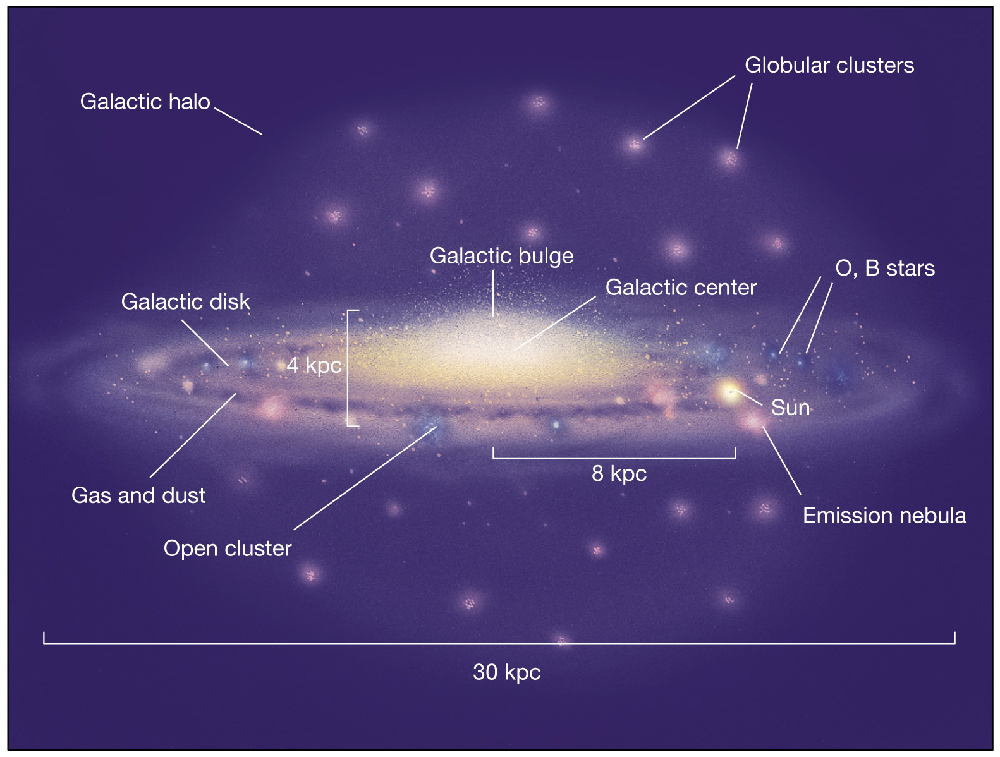 Globular clusters
Galactic halo
Galactic bulge
O, B stars
Galactic center
Galactic disk
4 kpc
Sun
8 kpc
Gas and dust
Emission nebula
Open cluster
30 kpc